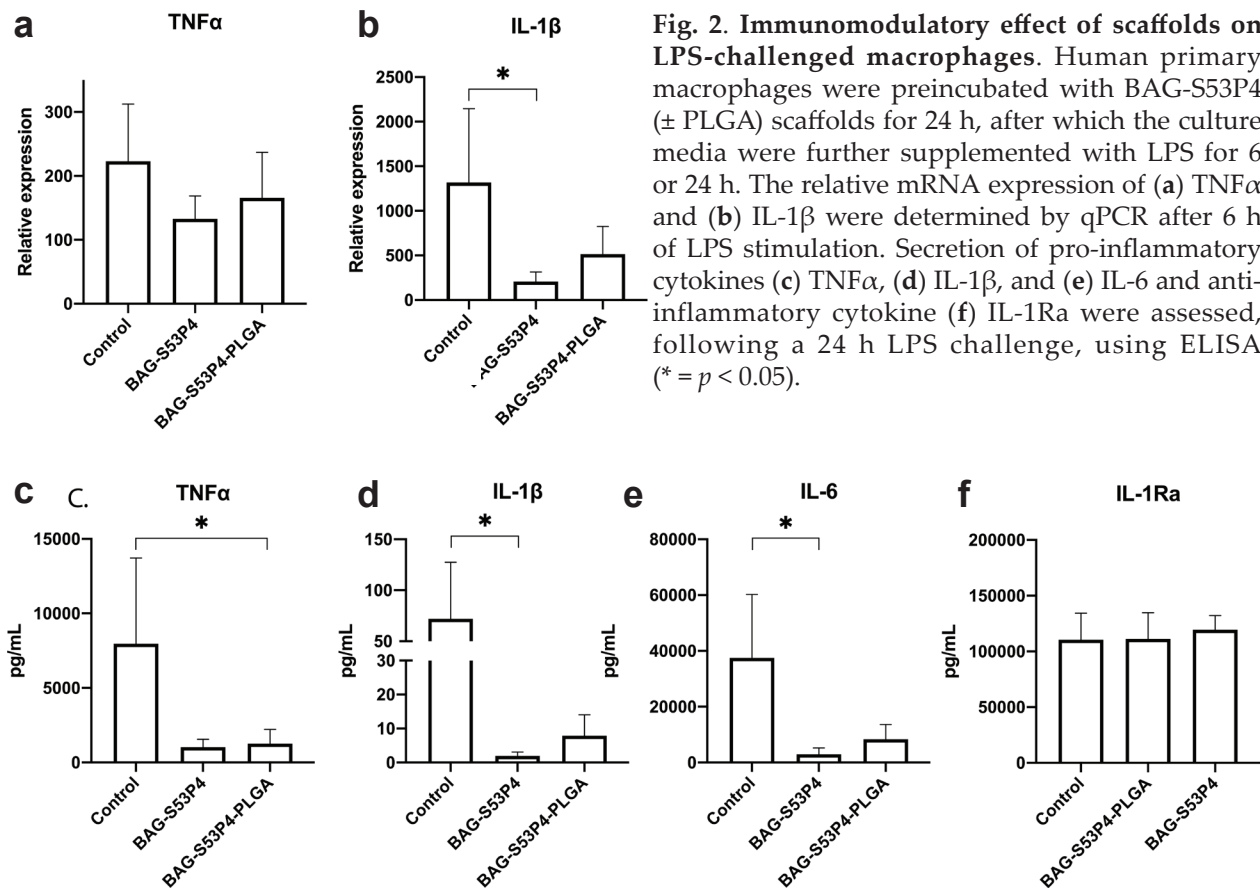 a
TNFα
300
200
100
0
Relative expression
Control
BAG-S53P4
BAG-S53P4-PLGA
b
IL-1β
*
2500
2000
1500
1000
500
0
Relative expression
Control
BAG-S53P4-PLGA
Fig. 2. Immunomodulatory effect of scaffolds on
LPS-challenged macrophages. Human primary
macrophages were preincubated with BAG-S53P4
(± PLGA) scaffolds for 24 h, after which the culture
media were further supplemented with LPS for 6
or 24 h. The relative mRNA expression of (a) TNFα
and (b) IL-1β were determined by qPCR after 6 h
of LPS stimulation. Secretion of pro-inflammatory
cytokines (c) TNFα, (d) IL-1β, and (e) IL-6 and anti-
inflammatory cytokine (f) IL-1Ra were assessed,
following a 24 h LPS challenge, using ELISA
(* = p < 0.05).
c C.
TNFα
*
15000
10000
5000
0
pg/mL
Control
BAG-S53P4
BAG-S53P4-PLGA
d
IL-1β
*
150
100
50
30
20
10
0
pg/mL
Control
BAG-S53P4
BAG-S53P4-PLGA
e
IL-6
*
80000
60000
40000
20000
0
pg/mL
Control
BAG-S53P4
BAG-S53P4-PLGA
f
IL-1Ra
200000
150000
100000
50000
0
pg/mL
Control
BAG-S53P4-PLGA
BAG-S53P4